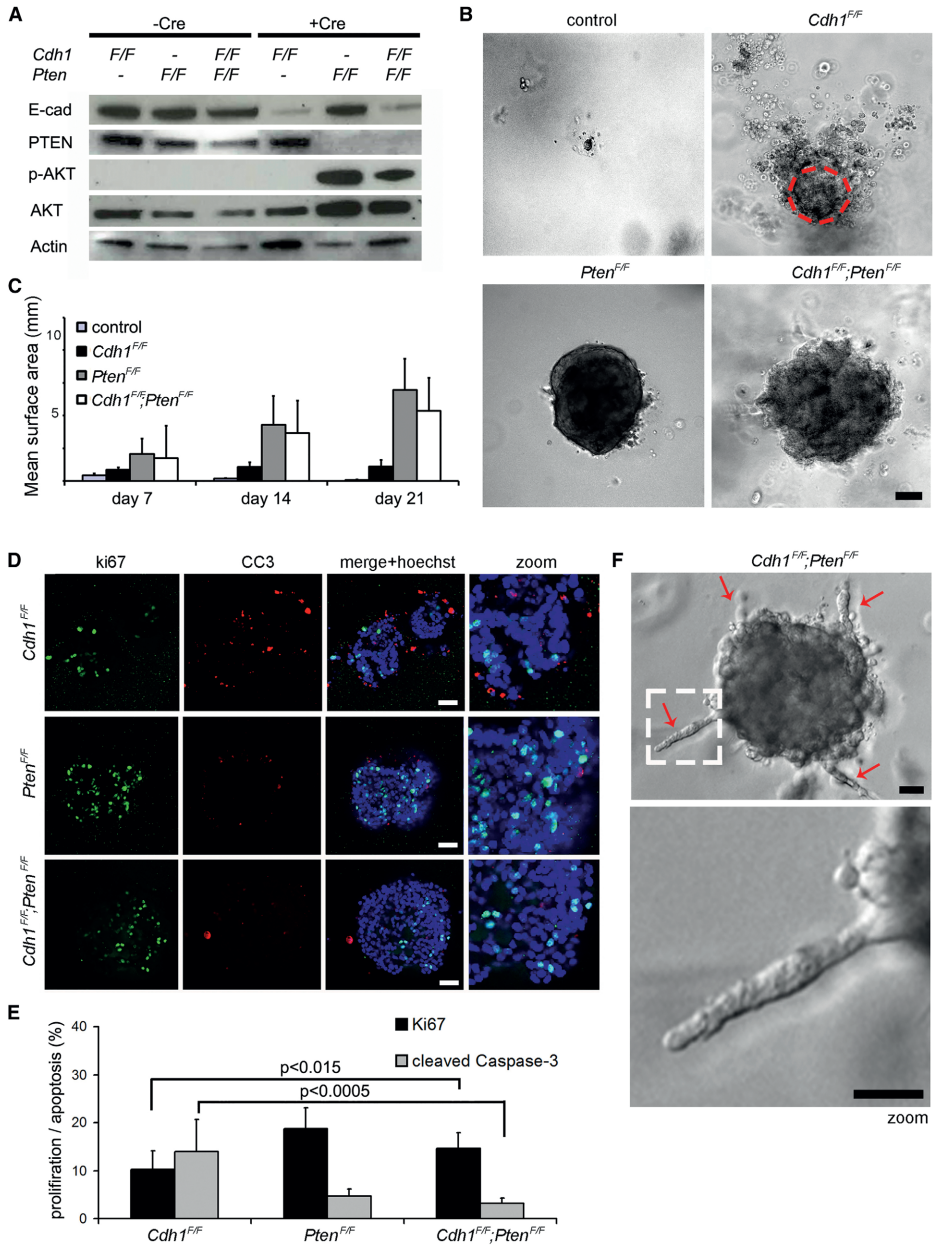 A
-Cre +Cre
Cdh1 F/F - F/F F/F - F/F
Pten - F/F F/F - F/F F/F
E-cad
PTEN
p-AKT
AKT
Actin
B
control Cdh1F/F
PtenF/F Cdh1F/F;PtenF/F
C
Mean surface area (mm)
10
5
control
Cdh1F/F
PtenF/F
Cdh1F/F;PtenF/F
day 7 day 14 day 21
D
ki67 CC3 merge+hoechst zoom
Cdh1F/F
PtenF/F
Cdh1F/F;PtenF/F
E
prolifiration / apoptosis (%)
40
30
20
10
0
Ki67
cleaved Caspase-3
p<0.015
p<0.0005
Cdh1F/F PtenF/F Cdh1F/F;PtenF/F
F
Cdh1F/F;PtenF/F
zoom